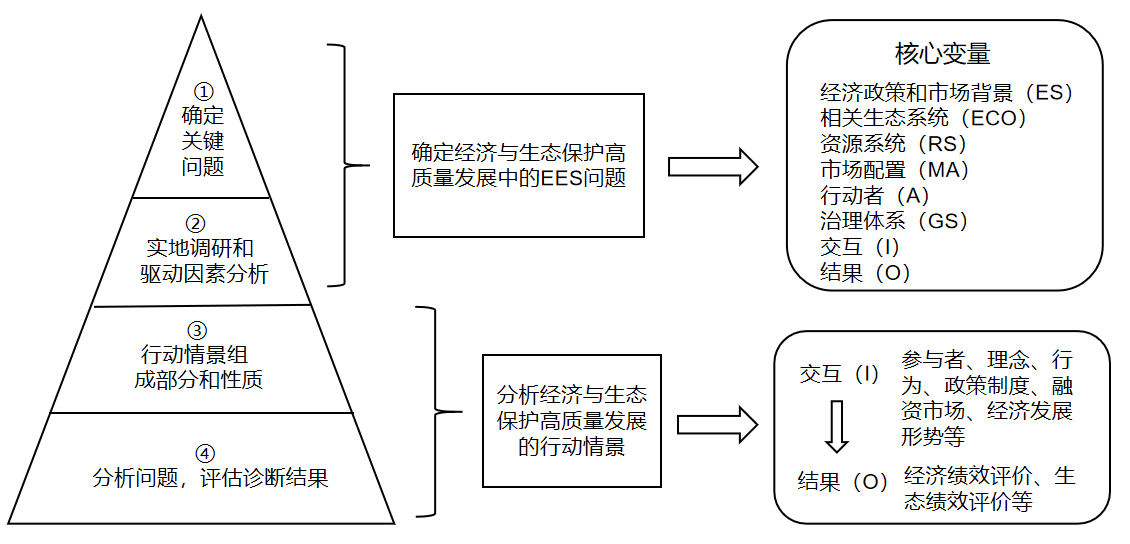 ①
确定
关键
问题
②
实地调研和
驱动因素分析
③
行动情景组
成部分和性质
④
分析问题，评估诊断结果
确定经济与生态保护高
质量发展中的EES问题
分析经济与生态
保护高质量发展
的行动情景
核心变量
经济政策和市场背景（ES）
相关生态系统（ECO）
资源系统（RS）
市场配置（MA）
行动者（A）
治理体系（GS）
交互（I）
结果（O）
交互（I）
参与者、理念、行
为、政策制度、融
资市场、经济发展
形势等
结果（O）
经济绩效评价、生
态绩效评价等